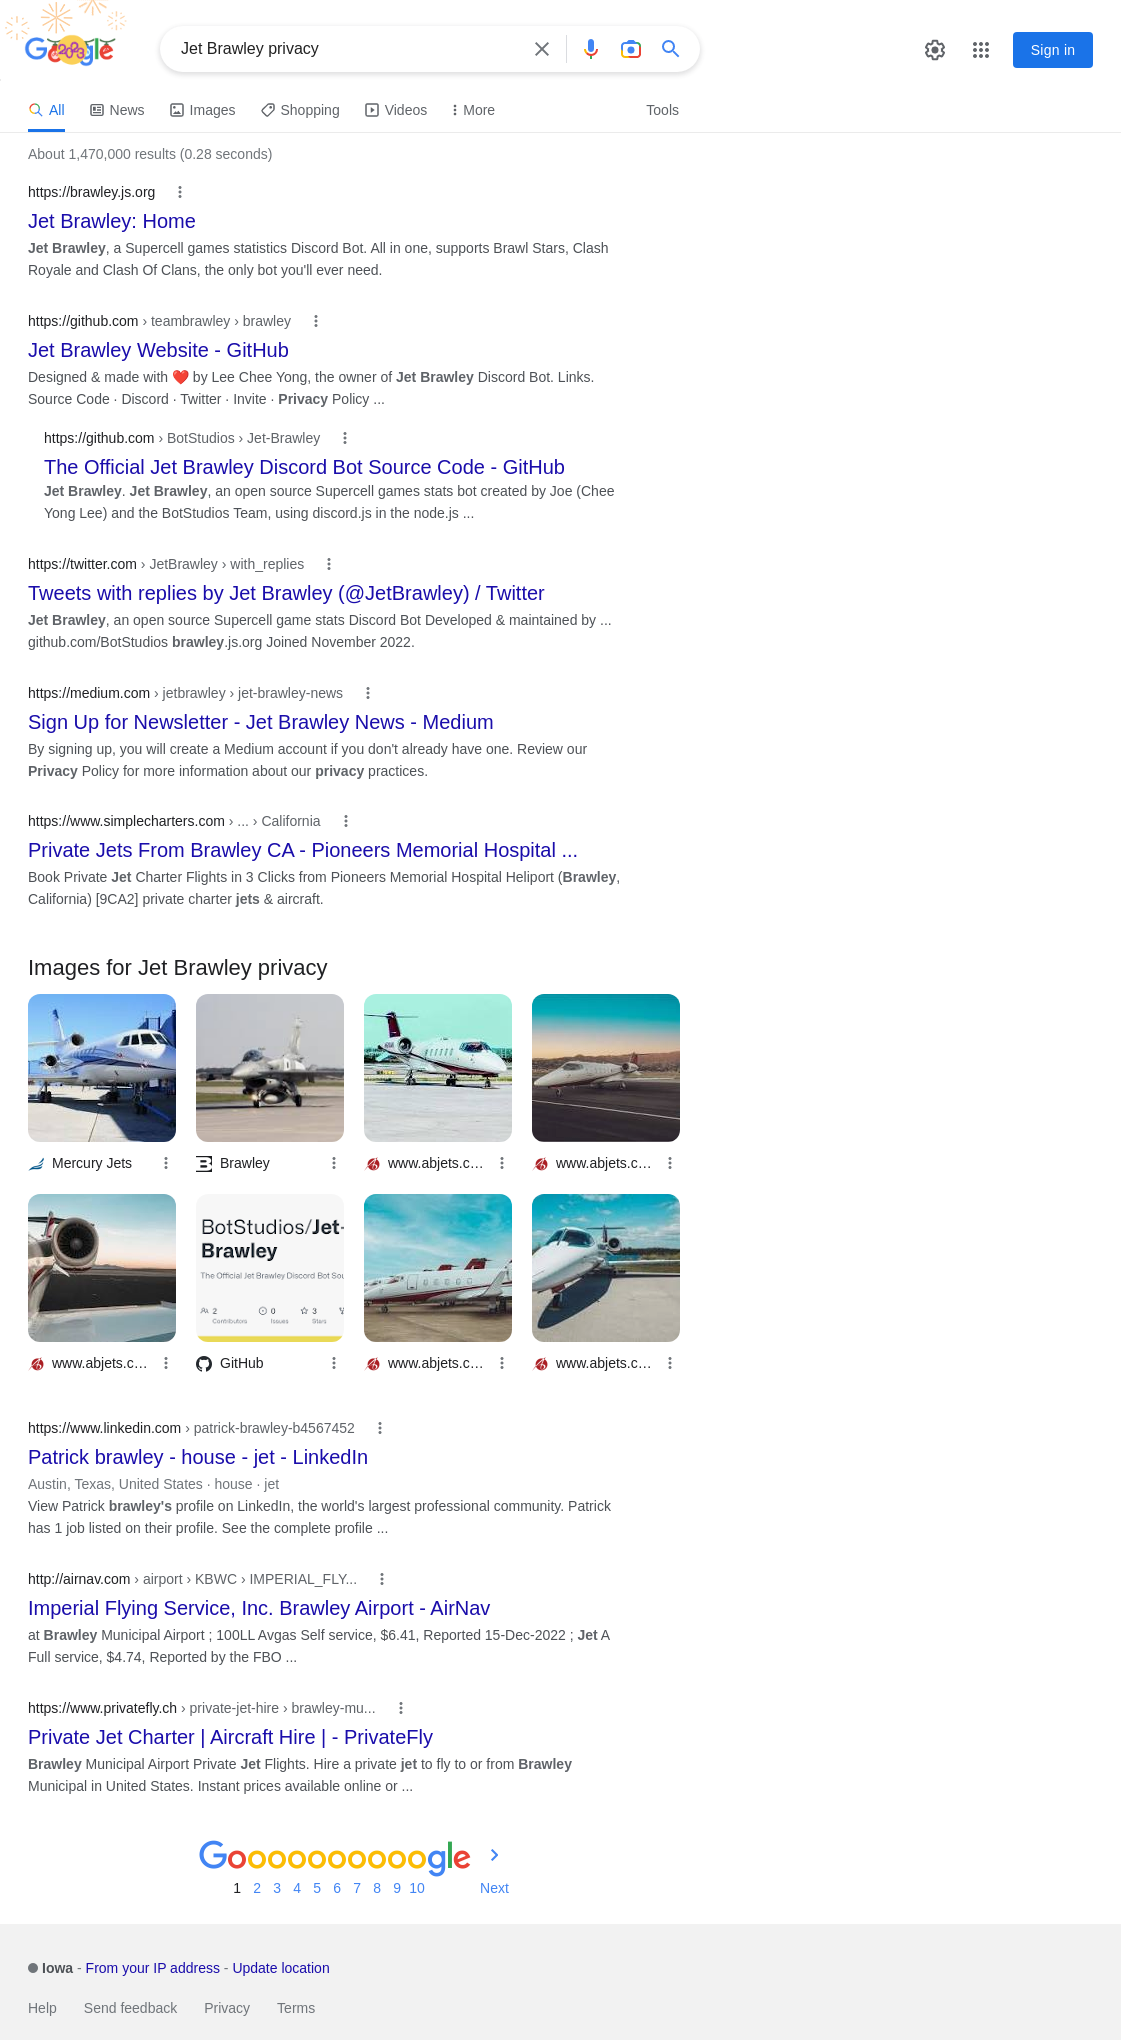 Google
2023
Jet Brawley privacy
Sign in
All News Images Shopping Videos More Tools
About 1,470,000 results (0.28 seconds)
https://brawley.js.org
Jet Brawley: Home
Jet Brawley, a Supercell games statistics Discord Bot. All in one, supports Brawl Stars, Clash
Royale and Clash Of Clans, the only bot you'll ever need.
https://github.com › teambrawley › brawley
Jet Brawley Website - GitHub
Designed & made with ❤️ by Lee Chee Yong, the owner of Jet Brawley Discord Bot. Links.
Source Code · Discord · Twitter · Invite · Privacy Policy ...
https://github.com › BotStudios › Jet-Brawley
The Official Jet Brawley Discord Bot Source Code - GitHub
Jet Brawley. Jet Brawley, an open source Supercell games stats bot created by Joe (Chee
Yong Lee) and the BotStudios Team, using discord.js in the node.js ...
https://twitter.com › JetBrawley › with_replies
Tweets with replies by Jet Brawley (@JetBrawley) / Twitter
Jet Brawley, an open source Supercell game stats Discord Bot Developed & maintained by ...
github.com/BotStudios brawley.js.org Joined November 2022.
https://medium.com › jetbrawley › jet-brawley-news
Sign Up for Newsletter - Jet Brawley News - Medium
By signing up, you will create a Medium account if you don't already have one. Review our
Privacy Policy for more information about our privacy practices.
https://www.simplecharters.com › ... › California
Private Jets From Brawley CA - Pioneers Memorial Hospital ...
Book Private Jet Charter Flights in 3 Clicks from Pioneers Memorial Hospital Heliport (Brawley,
California) [9CA2] private charter jets & aircraft.
Images for Jet Brawley privacy
Mercury Jets
Brawley
www.abjets.c...
www.abjets.c...
BotStudios/Jet-
Brawley
The Official Jet Brawley Discord Bot Sou
2 0 3
Contributors Issues Stars
www.abjets.c...
GitHub
www.abjets.c...
www.abjets.c...
https://www.linkedin.com › patrick-brawley-b4567452
Patrick brawley - house - jet - LinkedIn
Austin, Texas, United States · house · jet
View Patrick brawley's profile on LinkedIn, the world's largest professional community. Patrick
has 1 job listed on their profile. See the complete profile ...
http://airnav.com › airport › KBWC › IMPERIAL_FLY...
Imperial Flying Service, Inc. Brawley Airport - AirNav
at Brawley Municipal Airport ; 100LL Avgas Self service, $6.41, Reported 15-Dec-2022 ; Jet A
Full service, $4.74, Reported by the FBO ...
https://www.privatefly.ch › private-jet-hire › brawley-mu...
Private Jet Charter | Aircraft Hire | - PrivateFly
Brawley Municipal Airport Private Jet Flights. Hire a private jet to fly to or from Brawley
Municipal in United States. Instant prices available online or ...
Goooooooooogle
1 2 3 4 5 6 7 8 9 10 Next
Iowa - From your IP address - Update location
Help Send feedback Privacy Terms